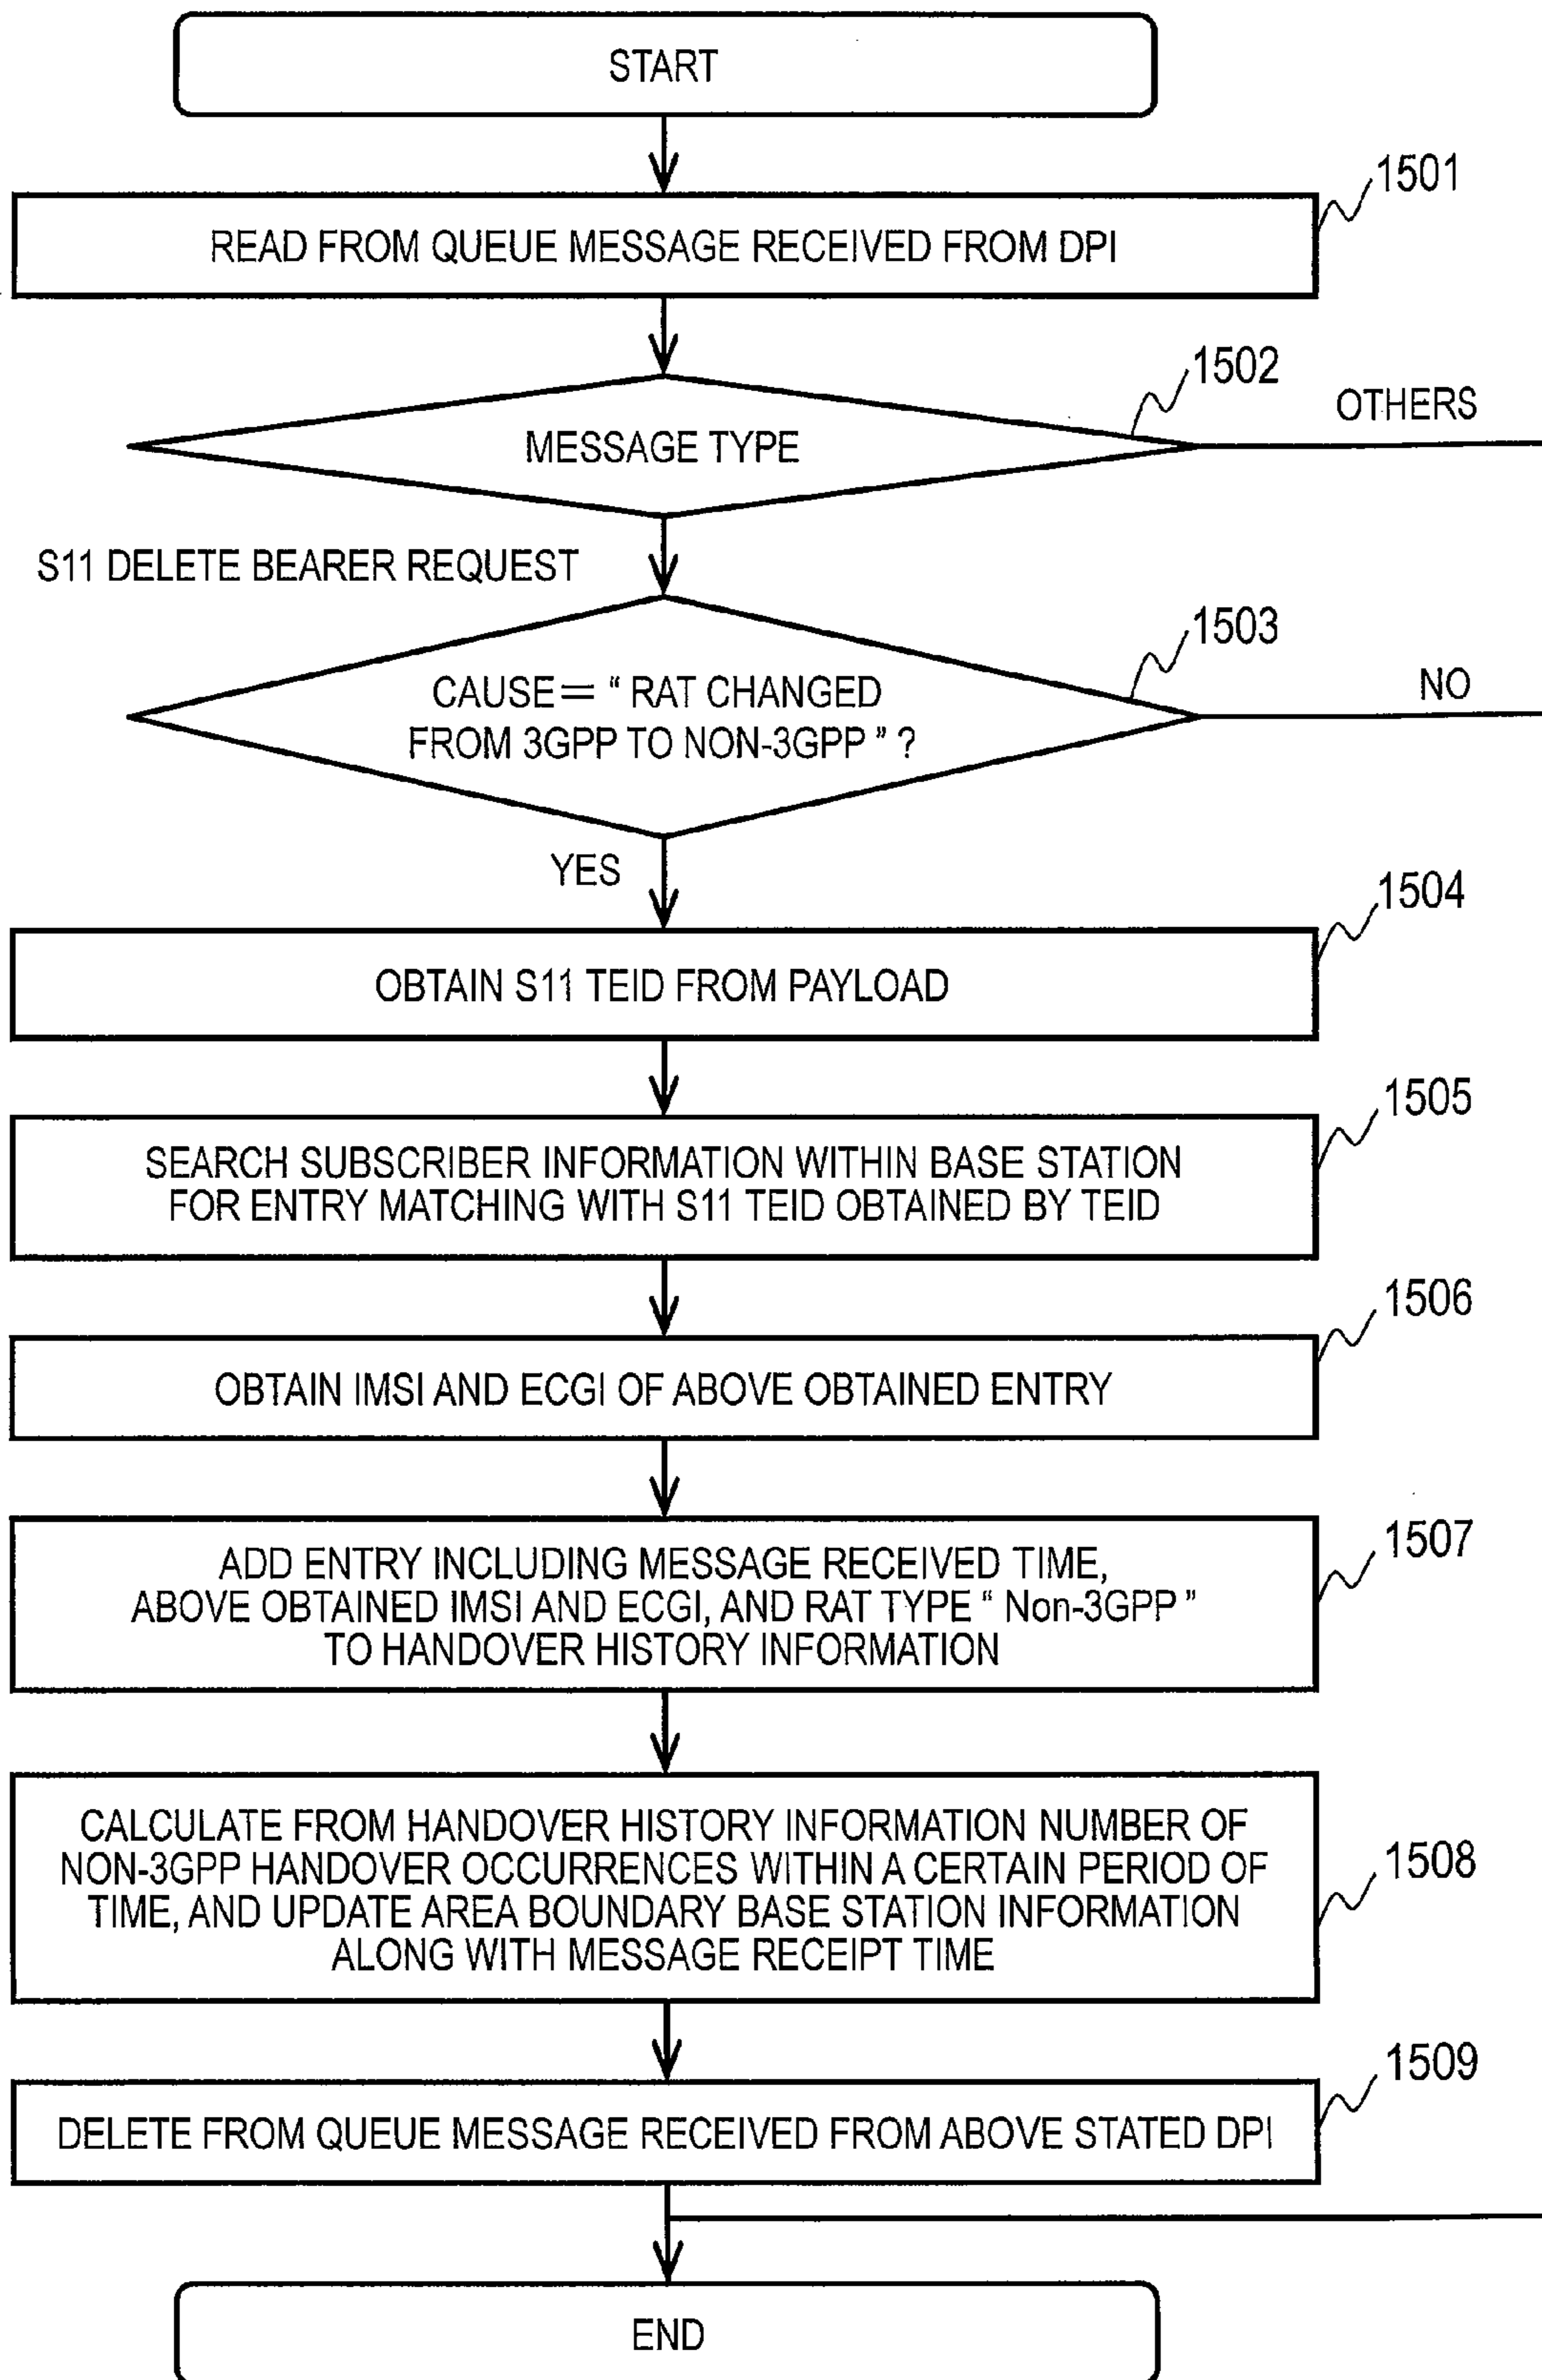 START
1501
READ FROM QUEUE MESSAGE RECEIVED FROM DPI
1502
OTHERS
MESSAGE TYPE
S11 DELETE BEARER REQUEST
1503
NO
CAUSE = “ RAT CHANGED
FROM 3GPP TO NON-3GPP ” ?
YES
1504
OBTAIN S11 TEID FROM PAYLOAD
1505
SEARCH SUBSCRIBER INFORMATION WITHIN BASE STATION
FOR ENTRY MATCHING WITH S11 TEID OBTAINED BY TEID
1506
OBTAIN IMSI AND ECGI OF ABOVE OBTAINED ENTRY
1507
ADD ENTRY INCLUDING MESSAGE RECEIVED TIME,
ABOVE OBTAINED IMSI AND ECGI, AND RAT TYPE “ Non-3GPP ”
TO HANDOVER HISTORY INFORMATION
CALCULATE FROM HANDOVER HISTORY INFORMATION NUMBER OF
NON-3GPP HANDOVER OCCURRENCES WITHIN A CERTAIN PERIOD OF
TIME, AND UPDATE AREA BOUNDARY BASE STATION INFORMATION
ALONG WITH MESSAGE RECEIPT TIME
1508
1509
DELETE FROM QUEUE MESSAGE RECEIVED FROM ABOVE STATED DPI
END